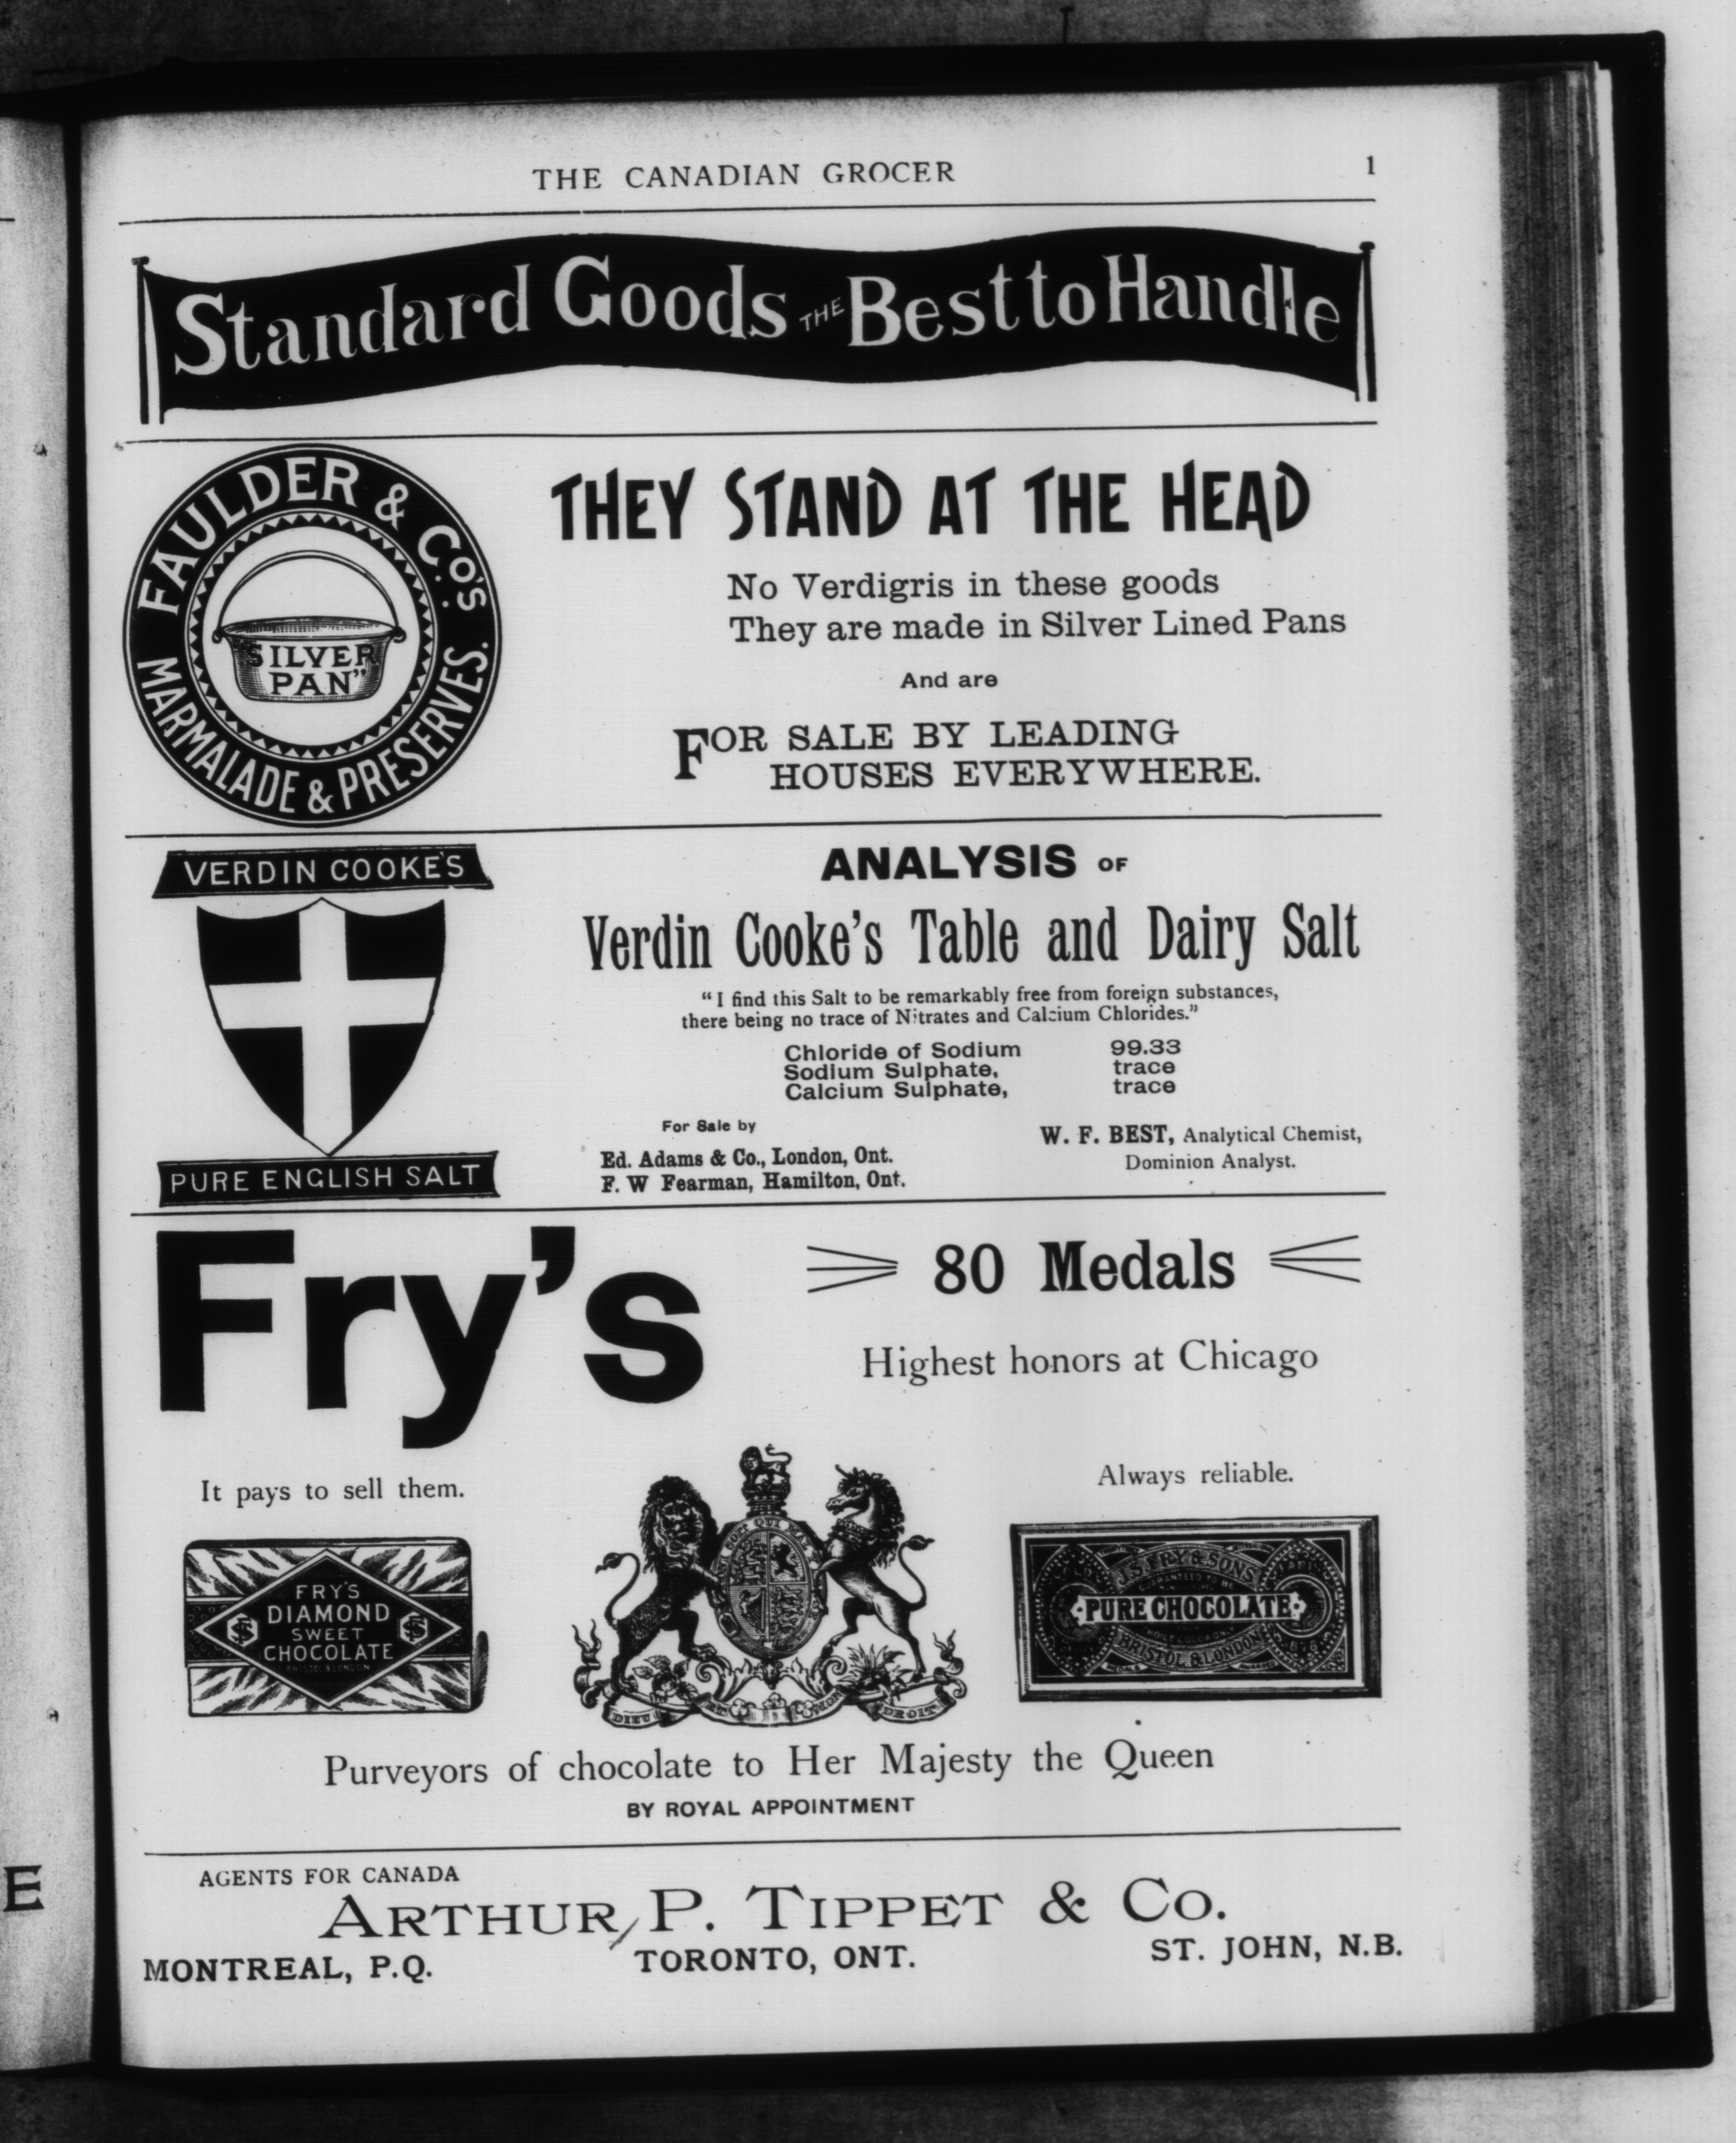 THE CANADIAN GROCER
1
Standard Goods THE Best to Handle
FAULDER & Co's.
"SILVER
PAN"
MARMALADE & PRESERVES.
THEY STAND AT THE HEAD
No Verdigris in these goods
They are made in Silver Lined Pans
And are
FOR SALE BY LEADING
HOUSES EVERYWHERE.
VERDIN COOKE'S
PURE ENGLISH SALT
ANALYSIS OF
Verdin Cooke's Table and Dairy Salt
"I find this Salt to be remarkably free from foreign substances,
there being no trace of Nitrates and Calcium Chlorides."
Chloride of Sodium 99.33
Sodium Sulphate, trace
Calcium Sulphate, trace
For Sale by
Ed. Adams & Co., London, Ont.
F. W Fearman, Hamilton, Ont.
W. F. BEST, Analytical Chemist,
Dominion Analyst.
Fry's
80 Medals
Highest honors at Chicago
It pays to sell them.
Always reliable.
FRY'S
DIAMOND
SWEET
CHOCOLATE
BRISTOL & LONDON
DIEU ET MON DROIT
J.S. FRY & SONS
PURE CHOCOLATE
BRISTOL & LONDON
Purveyors of chocolate to Her Majesty the Queen
BY ROYAL APPOINTMENT
AGENTS FOR CANADA
ARTHUR P. TIPPET & Co.
MONTREAL, P.Q. TORONTO, ONT. ST. JOHN, N.B.
E